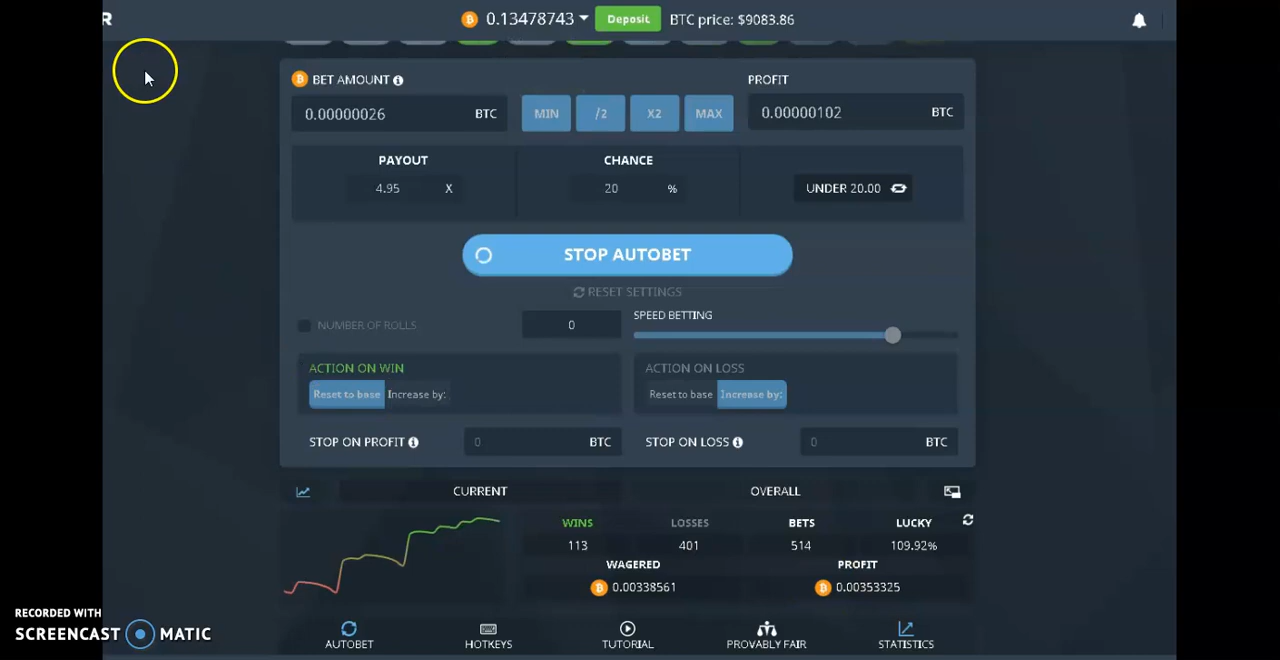 R 0.13478743 Deposit BTC price: $9083.86
BET AMOUNT PROFIT
0.00000026 BTC MIN /2 X2 MAX 0.00000102 BTC
PAYOUT CHANCE
4.95 X 20 % UNDER 20.00
STOP AUTOBET
RESET SETTINGS
NUMBER OF ROLLS 0 SPEED BETTING
ACTION ON WIN ACTION ON LOSS
Reset to base Increase by: Reset to base Increase by:
STOP ON PROFIT 0 BTC STOP ON LOSS 0 BTC
CURRENT OVERALL
WINS LOSSES BETS LUCKY
113 401 514 109.92%
WAGERED PROFIT
0.00338561 0.00353325
RECORDED WITH
SCREENCAST MATIC
AUTOBET HOTKEYS TUTORIAL PROVABLY FAIR STATISTICS